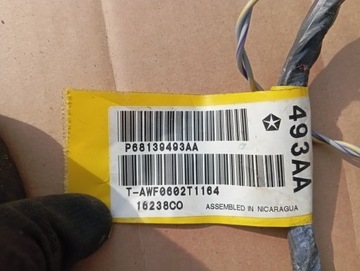 P68139493AA
493AA
T-AWF0602T1164
16238CO
ASSEMBLED IN NICARAGUA